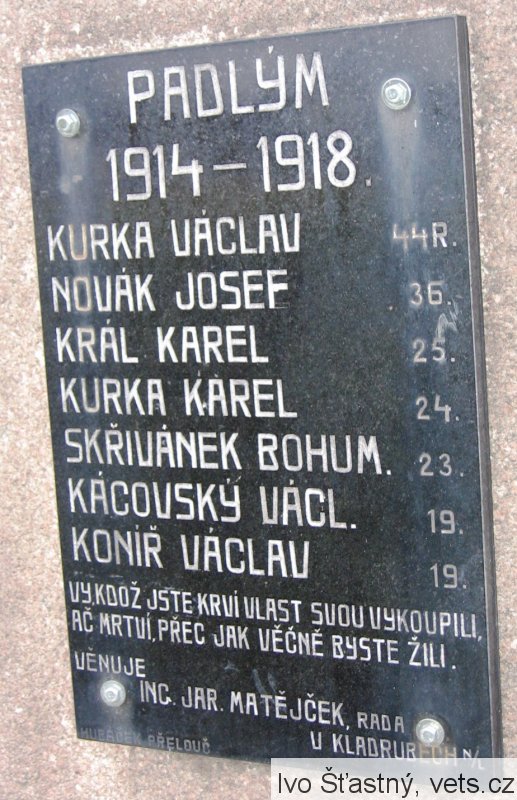 PADLÝM
1914 – 1918.
KURKA VÁCLAV 44 R.
NOVÁK JOSEF 36.
KRÁL KAREL 25.
KURKA KAREL 24.
SKŘIVÁNEK BOHUM. 23.
KÁCOVSKÝ VÁCL. 19.
KONÍŘ VÁCLAV 19.
VY, KDOŽ JSTE KRVÍ VLAST SVOU VYKOUPILI,
AČ MRTVÍ, PŘEC JAK VĚČNĚ BYSTE ŽILI.
VĚNUJE
ING. JAR. MATĚJČEK, RADA
V KLADRUBECH N/L
PŘELOUČ
Ivo Šťastný, vets.cz